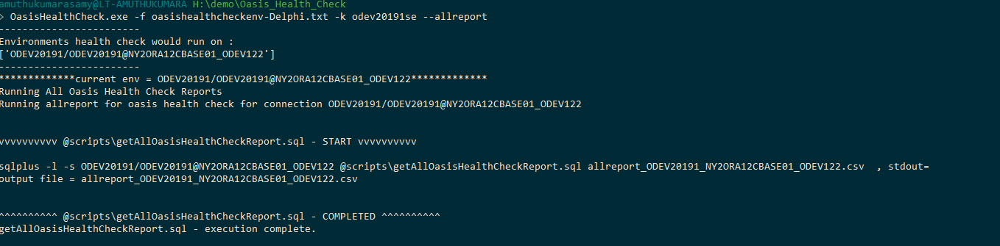 amuthukumarasamy@LT-AMUTHUKUMARA H:\demo\Oasis_Health_Check
> OasisHealthCheck.exe -f oasishealthcheckenv-Delphi.txt -k odev20191se --allreport
------------------------
Environments health check would run on :
['ODEV20191/ODEV20191@NY2ORA12CBASE01_ODEV122']
------------------------
*************current env = ODEV20191/ODEV20191@NY2ORA12CBASE01_ODEV122*************
Running All Oasis Health Check Reports
Running allreport for oasis health check for connection ODEV20191/ODEV20191@NY2ORA12CBASE01_ODEV122
vvvvvvvvvv @scripts\getAllOasisHealthCheckReport.sql - START vvvvvvvvvv
sqlplus -l -s ODEV20191/ODEV20191@NY2ORA12CBASE01_ODEV122 @scripts\getAllOasisHealthCheckReport.sql allreport_ODEV20191_NY2ORA12CBASE01_ODEV122.csv  , stdout=
output file = allreport_ODEV20191_NY2ORA12CBASE01_ODEV122.csv
^^^^^^^^^^ @scripts\getAllOasisHealthCheckReport.sql - COMPLETED ^^^^^^^^^^
getAllOasisHealthCheckReport.sql - execution complete.